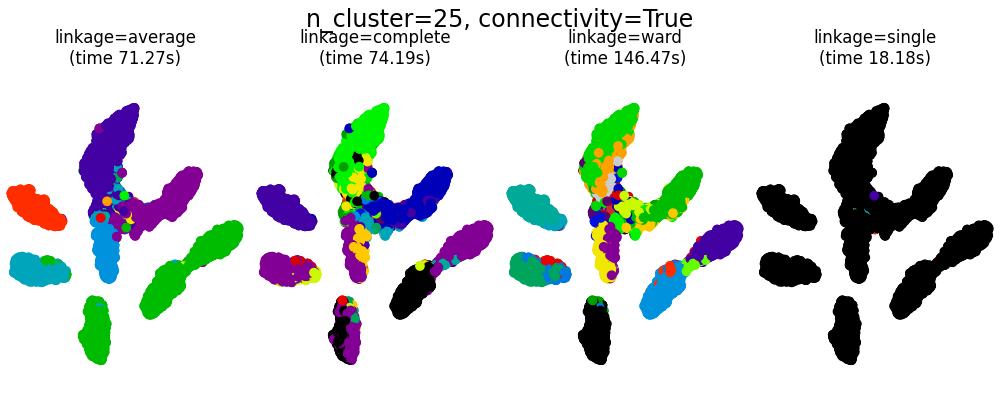 n_cluster=25, connectivity=True
linkage=average
(time 71.27s)
linkage=complete
(time 74.19s)
linkage=ward
(time 146.47s)
linkage=single
(time 18.18s)